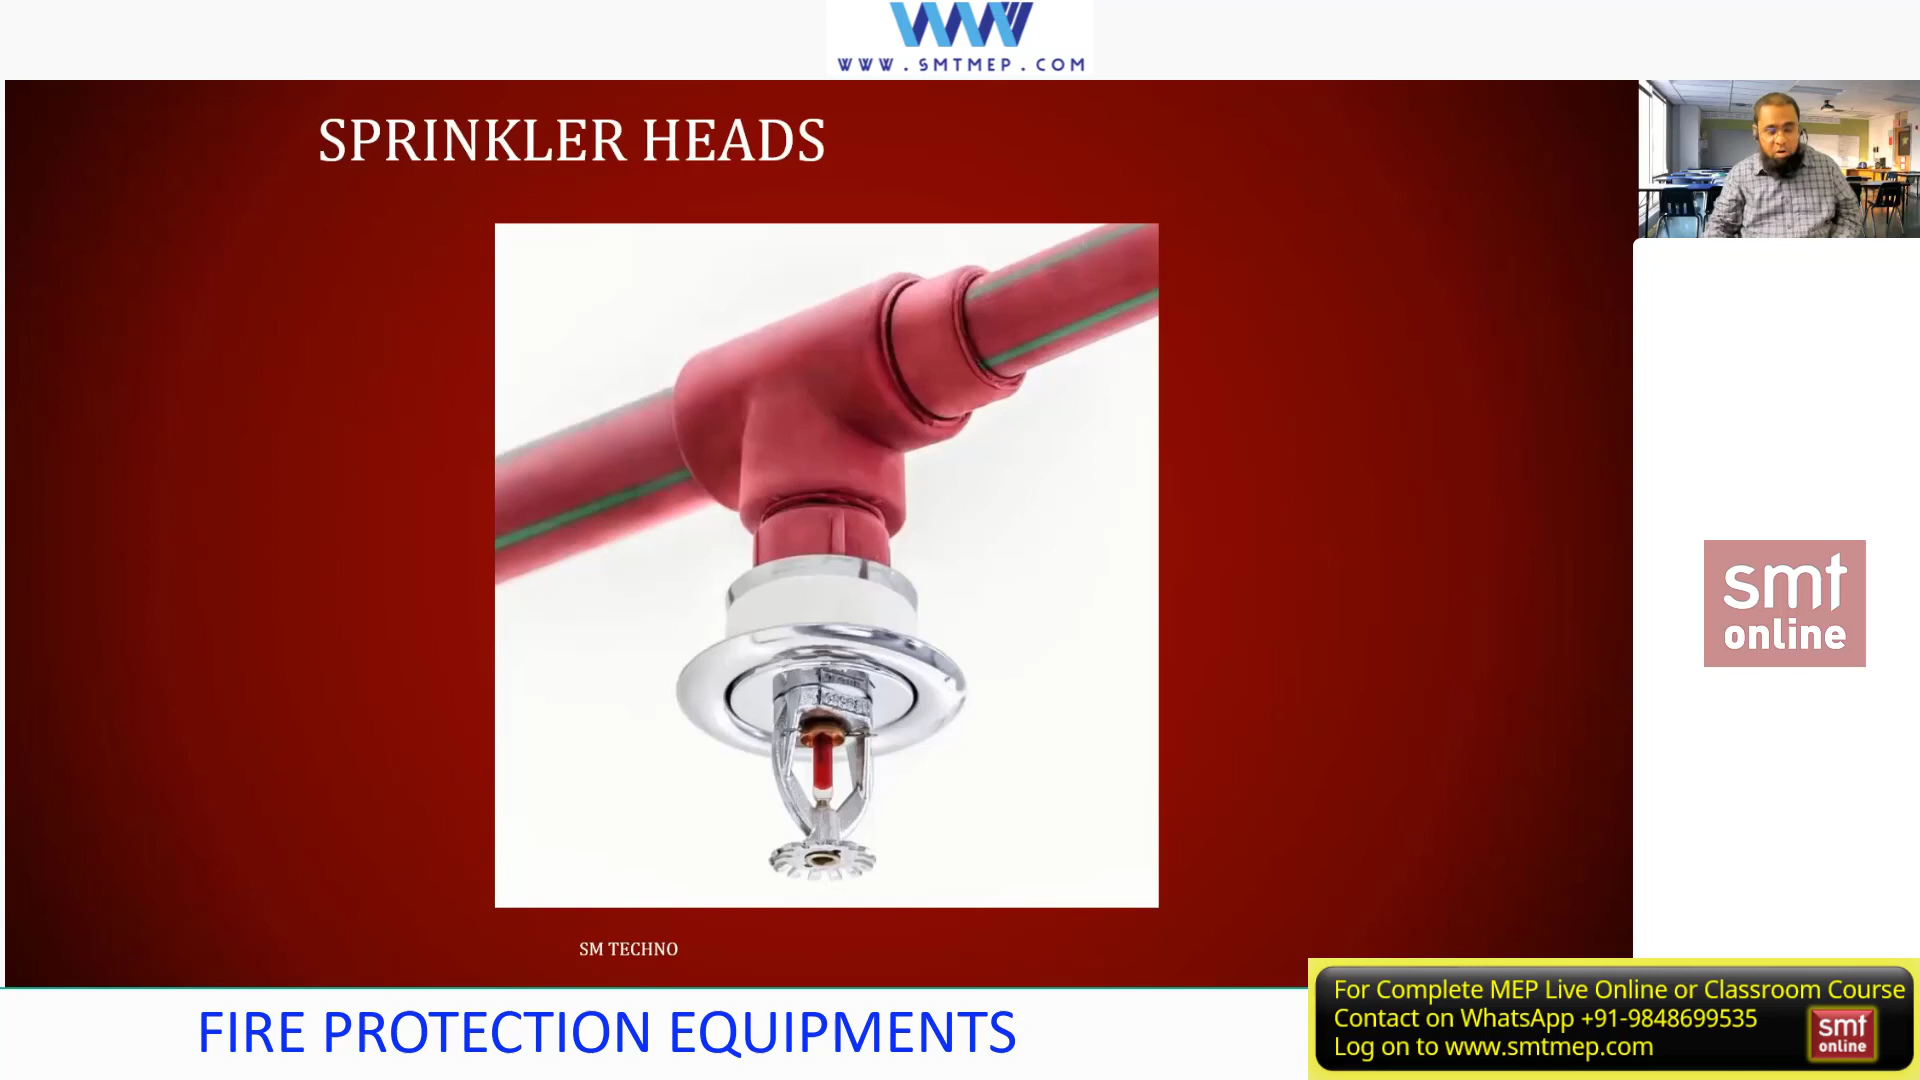 WWW.SMTMEP.COM
SPRINKLER HEADS
smt
online
SM TECHNO
FIRE PROTECTION EQUIPMENTS
For Complete MEP Live Online or Classroom Course
Contact on WhatsApp +91-9848699535
Log on to www.smtmep.com
smt
online